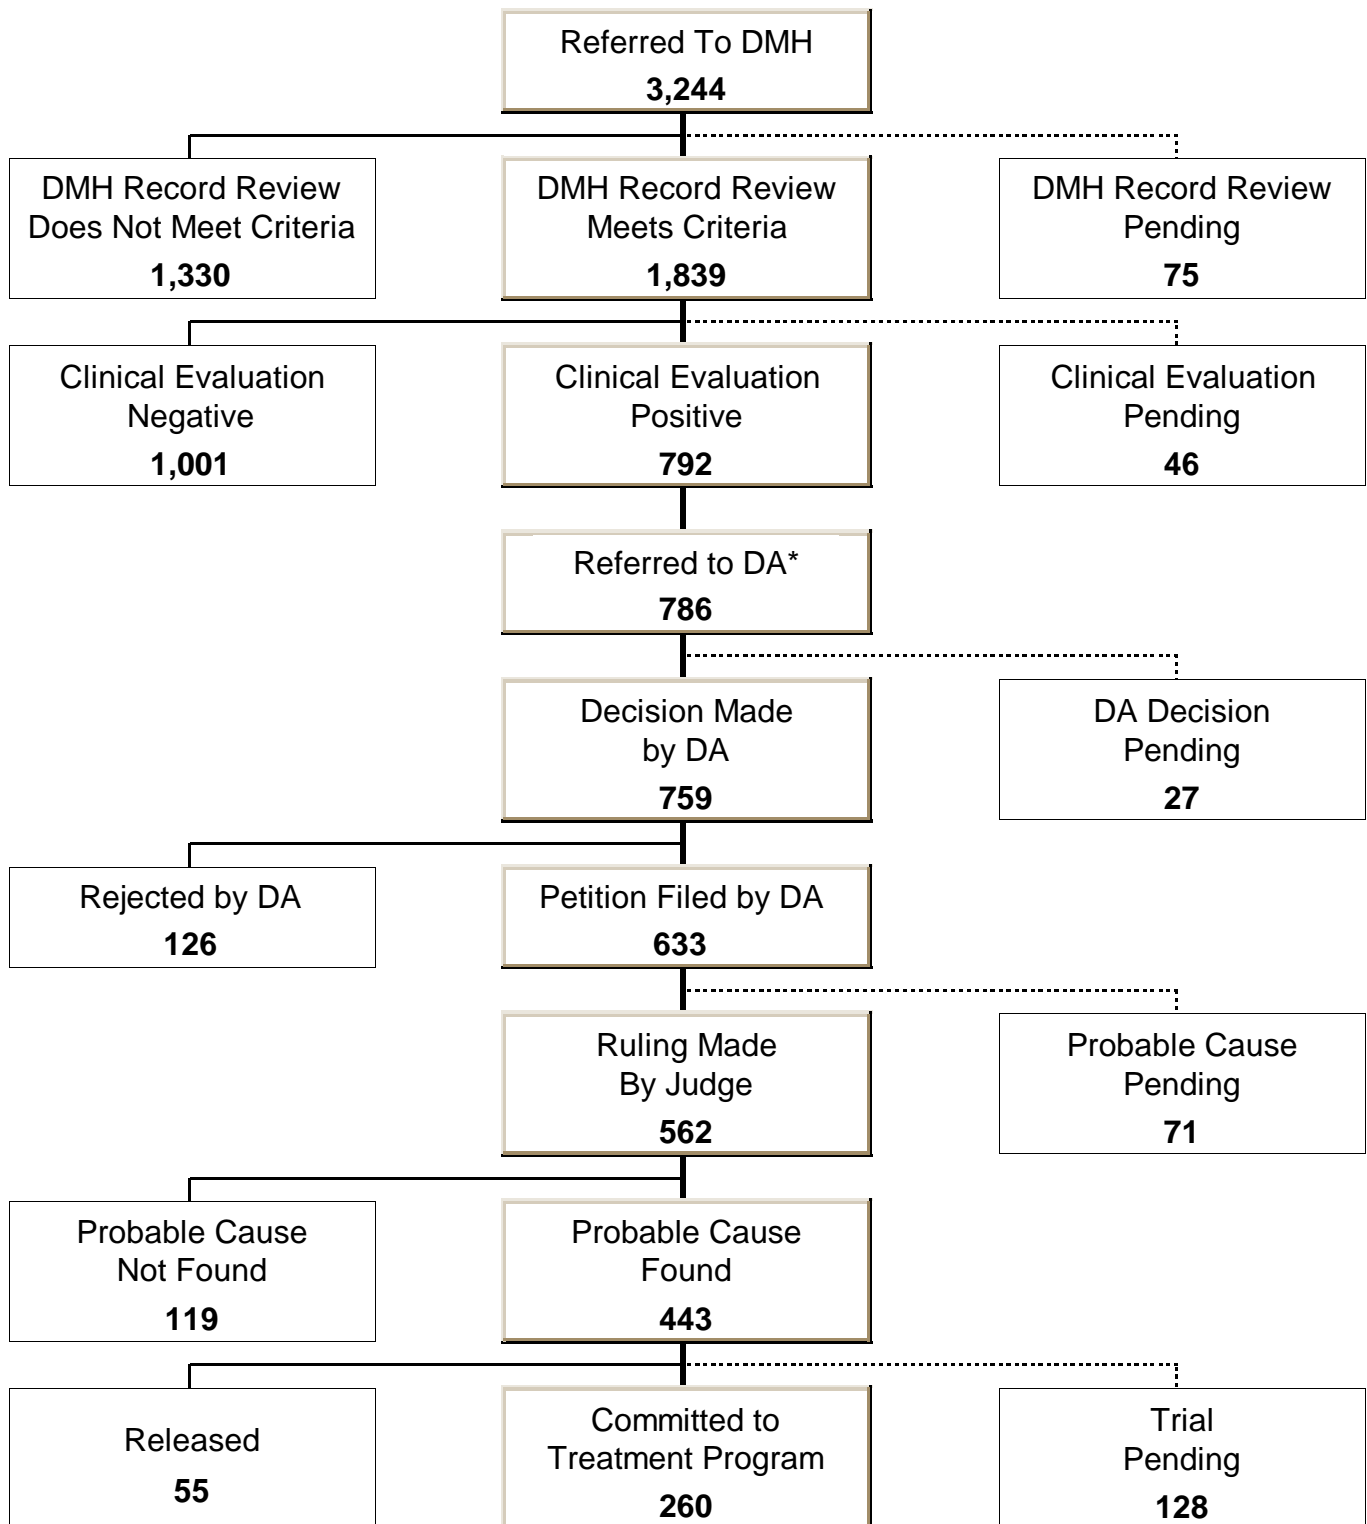 Referred To DMH
3,244
DMH Record Review
Does Not Meet Criteria
1,330
DMH Record Review
Meets Criteria
1,839
DMH Record Review
Pending
75
Clinical Evaluation
Negative
1,001
Clinical Evaluation
Positive
792
Clinical Evaluation
Pending
46
Referred to DA*
786
Decision Made
by DA
759
DA Decision
Pending
27
Rejected by DA
126
Petition Filed by DA
633
Ruling Made
By Judge
562
Probable Cause
Pending
71
Probable Cause
Not Found
119
Probable Cause
Found
443
Released
55
Committed to
Treatment Program
260
Trial
Pending
128